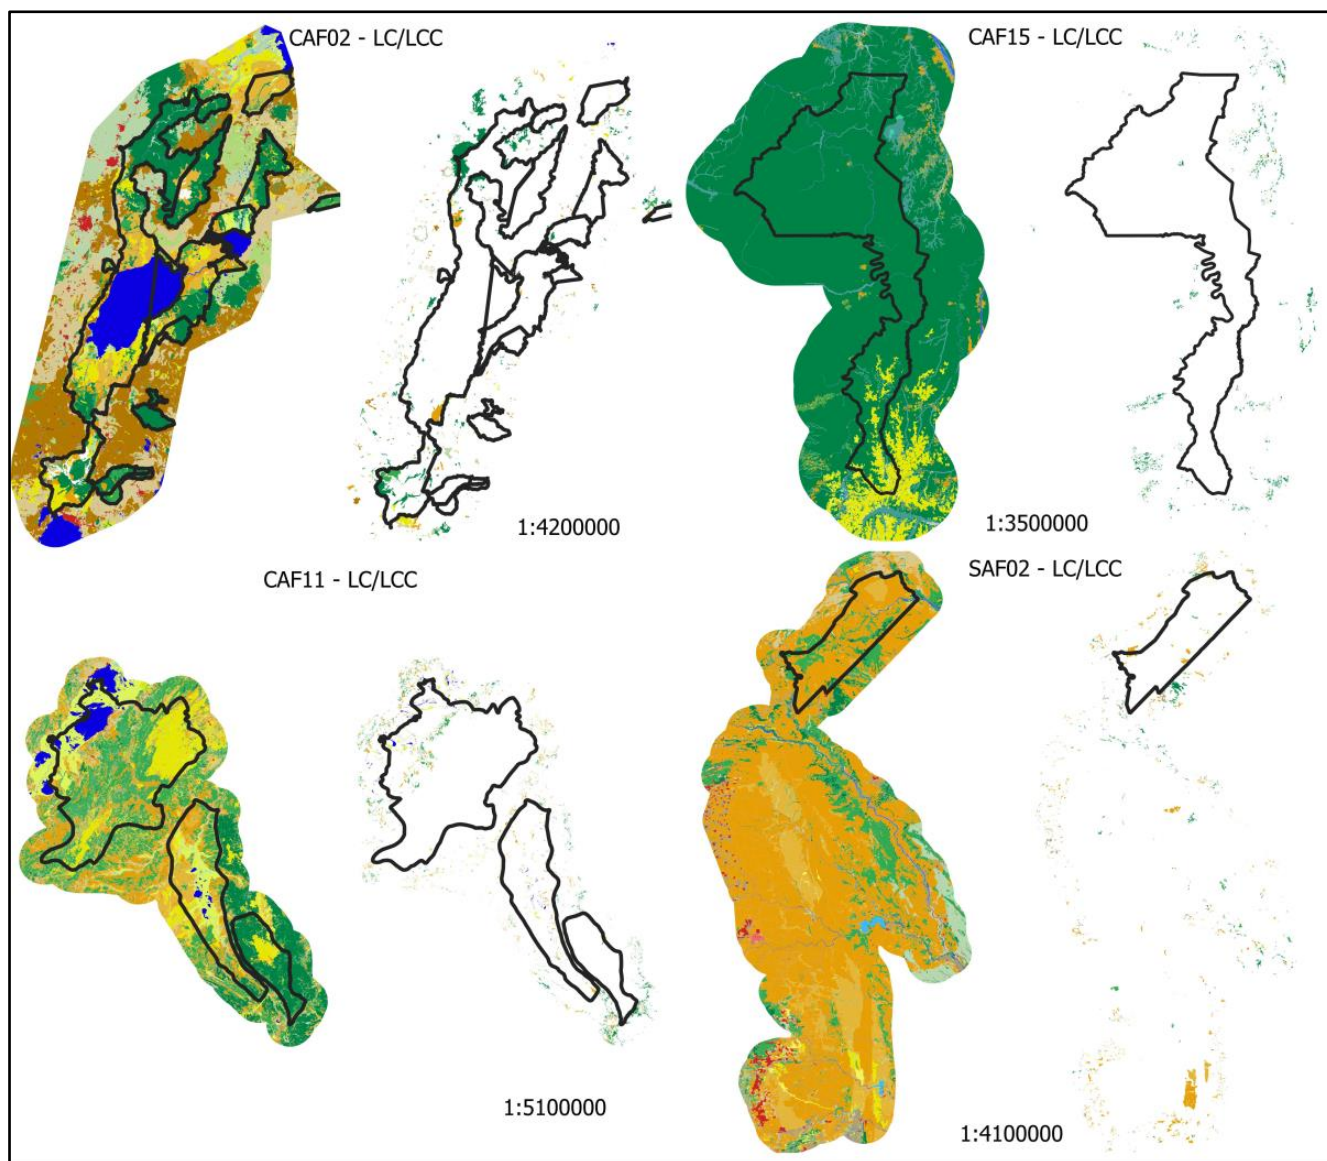 CAF02 - LC/LCC
CAF15 - LC/LCC
1:4200000
1:3500000
CAF11 - LC/LCC
SAF02 - LC/LCC
1:5100000
1:4100000